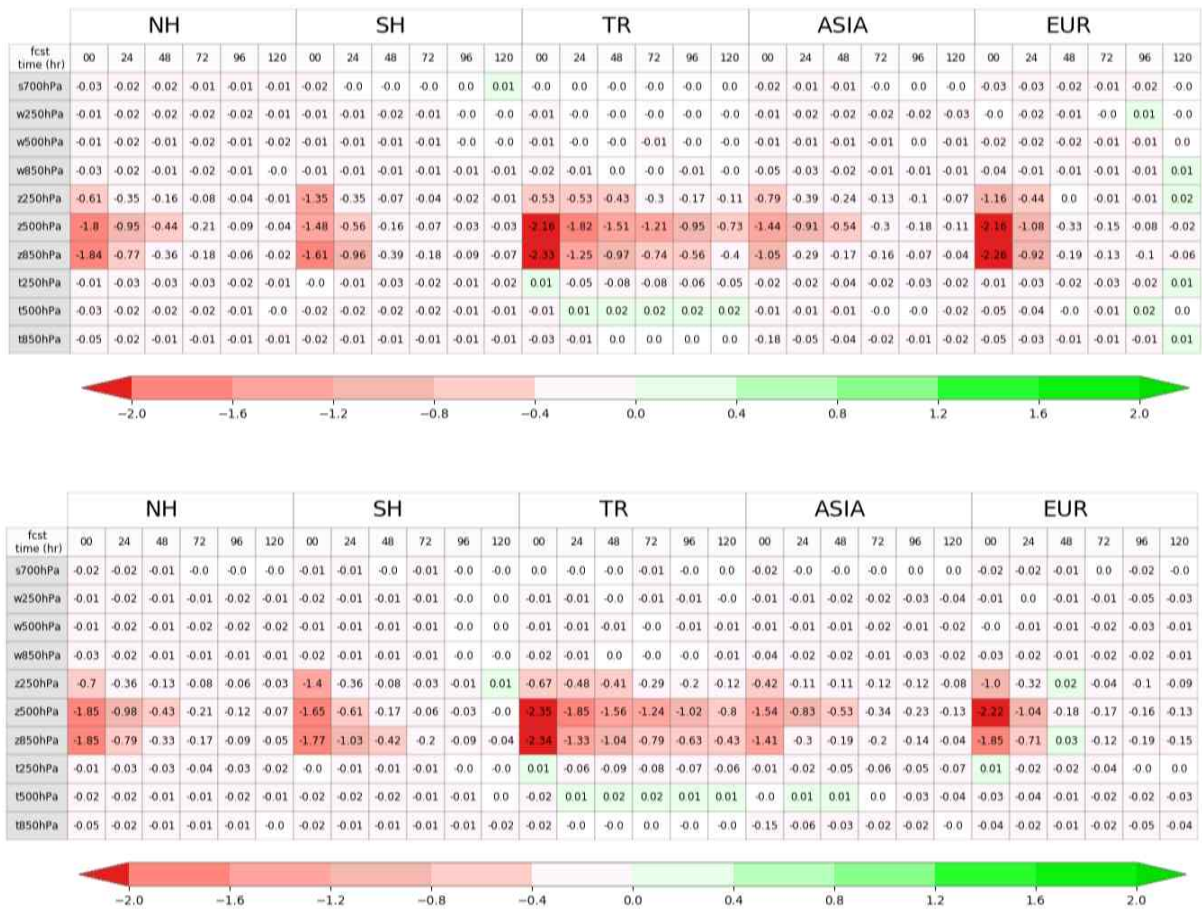 NH SH TR ASIA EUR
fcst
time (hr) 00 24 48 72 96 120 00 24 48 72 96 120 00 24 48 72 96 120 00 24 48 72 96 120 00 24 48 72 96 120
s700hPa -0.03 -0.02 -0.02 -0.01 -0.01 -0.01 -0.02 -0.0 -0.0 -0.0 0.0 0.01 -0.0 0.0 -0.0 -0.0 -0.0 0.0 -0.02 -0.01 -0.01 -0.0 -0.0 -0.0 -0.03 -0.03 -0.02 -0.01 -0.02 -0.0
w250hPa -0.01 -0.02 -0.02 -0.02 -0.02 -0.01 -0.01 -0.01 -0.02 -0.01 -0.0 -0.0 -0.01 -0.0 -0.0 -0.0 -0.0 -0.0 -0.01 -0.02 -0.02 -0.02 -0.02 -0.03 -0.0 -0.02 -0.01 -0.0 0.01 -0.0
w500hPa -0.01 -0.02 -0.02 -0.01 -0.01 -0.02 -0.01 -0.01 -0.01 -0.01 -0.0 -0.0 -0.01 -0.0 -0.0 -0.01 -0.0 -0.0 -0.01 -0.01 -0.01 -0.01 0.0 -0.01 -0.02 -0.02 -0.01 -0.01 -0.01 0.0
w850hPa -0.03 -0.02 -0.01 -0.02 -0.01 -0.0 -0.01 -0.01 -0.01 -0.01 -0.01 -0.01 -0.02 -0.01 0.0 -0.0 -0.01 -0.0 -0.05 -0.03 -0.02 -0.01 -0.01 -0.01 -0.04 -0.01 -0.01 -0.01 -0.01 0.01
z250hPa -0.61 -0.35 -0.16 -0.08 -0.04 -0.01 -1.35 -0.35 -0.07 -0.04 -0.02 -0.01 -0.53 -0.53 -0.43 -0.3 -0.17 -0.11 -0.79 -0.39 -0.24 -0.13 -0.1 -0.07 -1.16 -0.44 0.0 -0.01 -0.01 0.02
z500hPa -1.8 -0.95 -0.44 -0.21 -0.09 -0.04 -1.48 -0.56 -0.16 -0.07 -0.03 -0.03 -2.16 -1.82 -1.51 -1.21 -0.95 -0.73 -1.44 -0.91 -0.54 -0.3 -0.18 -0.11 -2.16 -1.08 -0.33 -0.15 -0.08 -0.02
z850hPa -1.84 -0.77 -0.36 -0.18 -0.06 -0.02 -1.61 -0.96 -0.39 -0.18 -0.09 -0.07 -2.33 -1.25 -0.97 -0.74 -0.56 -0.4 -1.05 -0.29 -0.17 -0.16 -0.07 -0.04 -2.26 -0.92 -0.19 -0.13 -0.1 -0.06
t250hPa -0.01 -0.03 -0.03 -0.03 -0.02 -0.01 -0.0 -0.01 -0.03 -0.02 -0.01 -0.02 0.01 -0.05 -0.08 -0.08 -0.06 -0.05 -0.02 -0.02 -0.04 -0.02 -0.03 -0.02 -0.01 -0.03 -0.02 -0.03 -0.02 0.01
t500hPa -0.03 -0.02 -0.02 -0.02 -0.01 -0.0 -0.02 -0.02 -0.02 -0.02 -0.02 -0.01 -0.01 0.01 0.02 0.02 0.02 0.02 -0.01 -0.01 -0.01 -0.0 -0.0 -0.02 -0.05 -0.04 -0.0 -0.01 0.02 0.0
t850hPa -0.05 -0.02 -0.01 -0.01 -0.01 -0.01 -0.02 -0.01 -0.01 -0.01 -0.01 -0.01 -0.03 -0.01 0.0 0.0 0.0 0.0 -0.18 -0.05 -0.04 -0.02 -0.01 -0.02 -0.05 -0.03 -0.01 -0.01 -0.01 0.01
−2.0 −1.6 −1.2 −0.8 −0.4 0.0 0.4 0.8 1.2 1.6 2.0
NH SH TR ASIA EUR
fcst
time (hr) 00 24 48 72 96 120 00 24 48 72 96 120 00 24 48 72 96 120 00 24 48 72 96 120 00 24 48 72 96 120
s700hPa -0.02 -0.02 -0.01 -0.0 -0.0 -0.0 -0.01 -0.01 -0.0 -0.01 -0.0 -0.0 0.0 -0.0 -0.0 -0.01 -0.0 0.0 -0.02 -0.0 -0.0 -0.0 0.0 0.0 -0.02 -0.02 -0.01 0.0 -0.02 -0.0
w250hPa -0.01 -0.02 -0.02 -0.01 -0.02 -0.01 -0.02 -0.01 -0.01 -0.01 -0.0 0.0 -0.01 -0.01 -0.0 -0.01 -0.01 -0.0 -0.01 -0.01 -0.02 -0.02 -0.03 -0.04 -0.01 0.0 -0.01 -0.01 -0.05 -0.03
w500hPa -0.01 -0.02 -0.01 -0.02 -0.02 -0.02 -0.01 -0.01 -0.01 -0.01 -0.0 0.0 -0.01 -0.01 -0.01 -0.0 -0.01 -0.01 -0.01 -0.01 -0.01 -0.02 -0.01 -0.02 -0.0 -0.01 -0.01 -0.02 -0.03 -0.01
w850hPa -0.03 -0.02 -0.01 -0.01 -0.01 -0.01 -0.02 -0.01 -0.01 -0.01 -0.0 -0.0 -0.02 -0.01 0.0 -0.0 -0.0 -0.01 -0.04 -0.02 -0.02 -0.01 -0.03 -0.02 -0.03 -0.02 -0.01 -0.02 -0.02 -0.01
z250hPa -0.7 -0.36 -0.13 -0.08 -0.06 -0.03 -1.4 -0.36 -0.08 -0.03 -0.01 0.01 -0.67 -0.48 -0.41 -0.29 -0.2 -0.12 -0.42 -0.11 -0.11 -0.12 -0.12 -0.08 -1.0 -0.32 0.02 -0.04 -0.1 -0.09
z500hPa -1.85 -0.98 -0.43 -0.21 -0.12 -0.07 -1.65 -0.61 -0.17 -0.06 -0.03 -0.0 -2.35 -1.85 -1.56 -1.24 -1.02 -0.8 -1.54 -0.83 -0.53 -0.34 -0.23 -0.13 -2.22 -1.04 -0.18 -0.17 -0.16 -0.13
z850hPa -1.85 -0.79 -0.33 -0.17 -0.09 -0.05 -1.77 -1.03 -0.42 -0.2 -0.09 -0.04 -2.34 -1.33 -1.04 -0.79 -0.63 -0.43 -1.41 -0.3 -0.19 -0.2 -0.14 -0.04 -1.85 -0.71 0.03 -0.12 -0.19 -0.15
t250hPa -0.01 -0.03 -0.03 -0.04 -0.03 -0.02 -0.0 -0.01 -0.01 -0.01 -0.0 -0.0 0.01 -0.06 -0.09 -0.08 -0.07 -0.06 -0.01 -0.02 -0.05 -0.06 -0.05 -0.07 0.01 -0.02 -0.02 -0.04 -0.0 0.0
t500hPa -0.02 -0.02 -0.01 -0.01 -0.02 -0.01 -0.02 -0.02 -0.02 -0.01 -0.01 0.0 -0.02 0.01 0.02 0.02 0.01 0.01 -0.0 0.01 0.01 0.0 -0.03 -0.04 -0.03 -0.04 -0.01 -0.02 -0.02 -0.03
t850hPa -0.05 -0.02 -0.01 -0.01 -0.01 -0.0 -0.02 -0.01 -0.01 -0.01 -0.01 -0.02 -0.02 -0.0 -0.0 0.0 -0.0 -0.0 -0.15 -0.06 -0.03 -0.02 -0.02 -0.0 -0.04 -0.02 -0.01 -0.02 -0.05 -0.04
−2.0 −1.6 −1.2 −0.8 −0.4 0.0 0.4 0.8 1.2 1.6 2.0